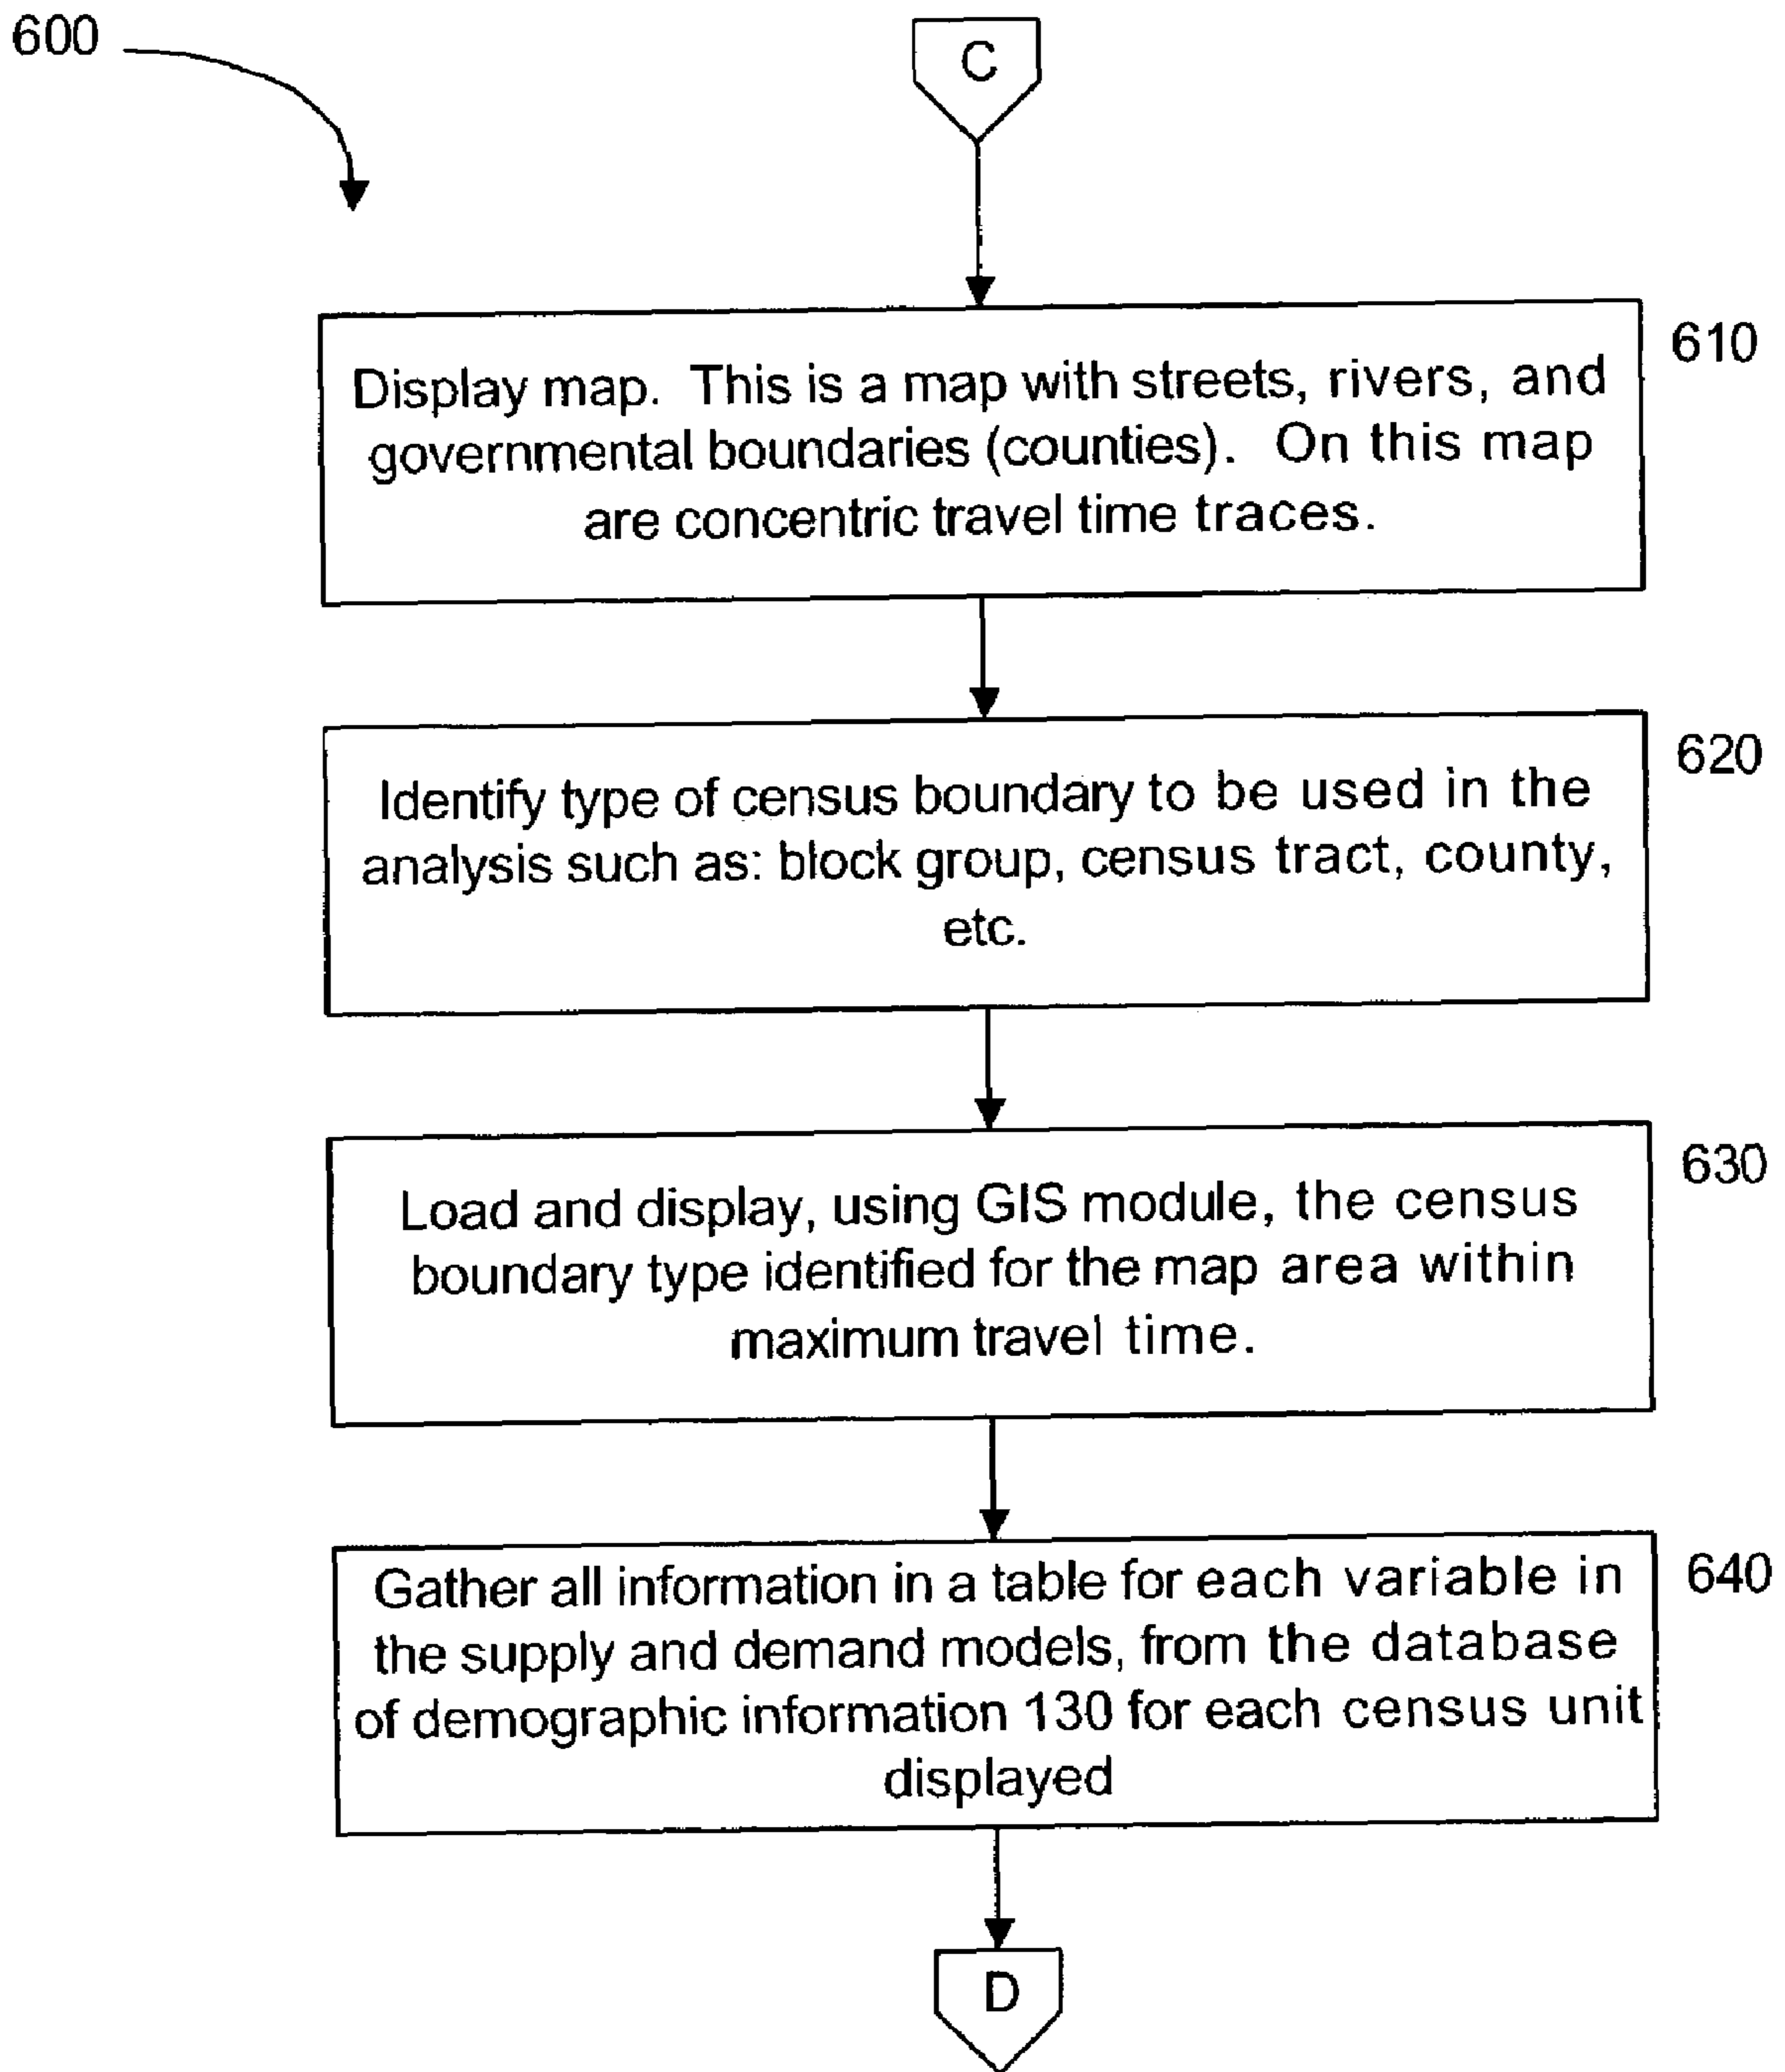 600
C
610
Display map. This is a map with streets, rivers, and
governmental boundaries (counties). On this map
are concentric travel time traces.
620
Identify type of census boundary to be used in the
analysis such as: block group, census tract, county,
etc.
630
Load and display, using GIS module, the census
boundary type identified for the map area within
maximum travel time.
640
Gather all information in a table for each variable in
the supply and demand models, from the database
of demographic information 130 for each census unit
displayed
D